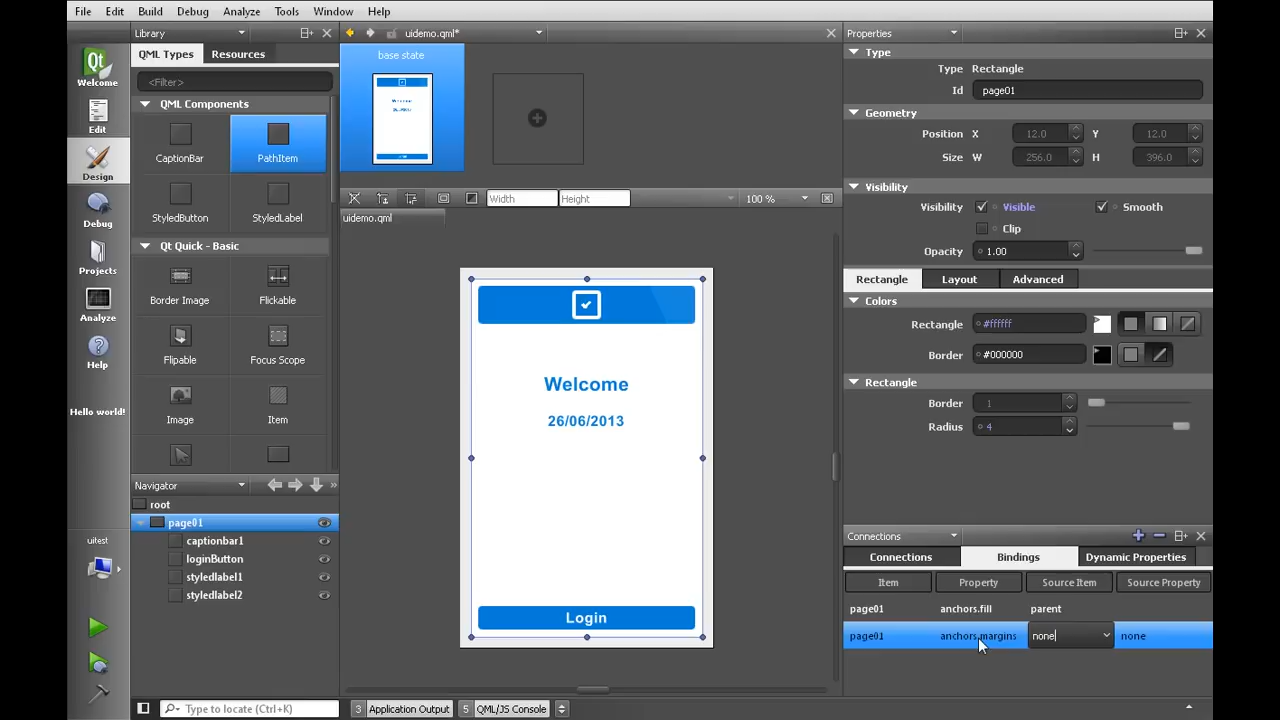 File Edit Build Debug Analyze Tools Window Help
Library
uidemo.qml*
Properties
QML Types Resources
<Filter>
QML Components
CaptionBar PathItem
StyledButton StyledLabel
Qt Quick - Basic
Border Image Flickable
Flipable Focus Scope
Image Item
Welcome
Edit
Design
Debug
Projects
Analyze
Help
Hello world!
uitest
base state
Welcome
26/06/2013
Login
Width Height 100 %
uidemo.qml
Welcome
26/06/2013
Login
Navigator
root
page01
captionbar1
loginButton
styledlabel1
styledlabel2
Type
Type Rectangle
Id page01
Geometry
Position X 12.0 Y 12.0
Size W 256.0 H 396.0
Visibility
Visibility Visible Smooth
Clip
Opacity 1.00
Rectangle Layout Advanced
Colors
Rectangle #ffffff
Border #000000
Rectangle
Border 1
Radius 4
Connections
Connections Bindings Dynamic Properties
Item Property Source Item Source Property
page01 anchors.fill parent
page01 anchors.margins none none
Type to locate (Ctrl+K) 3 Application Output 5 QML/JS Console